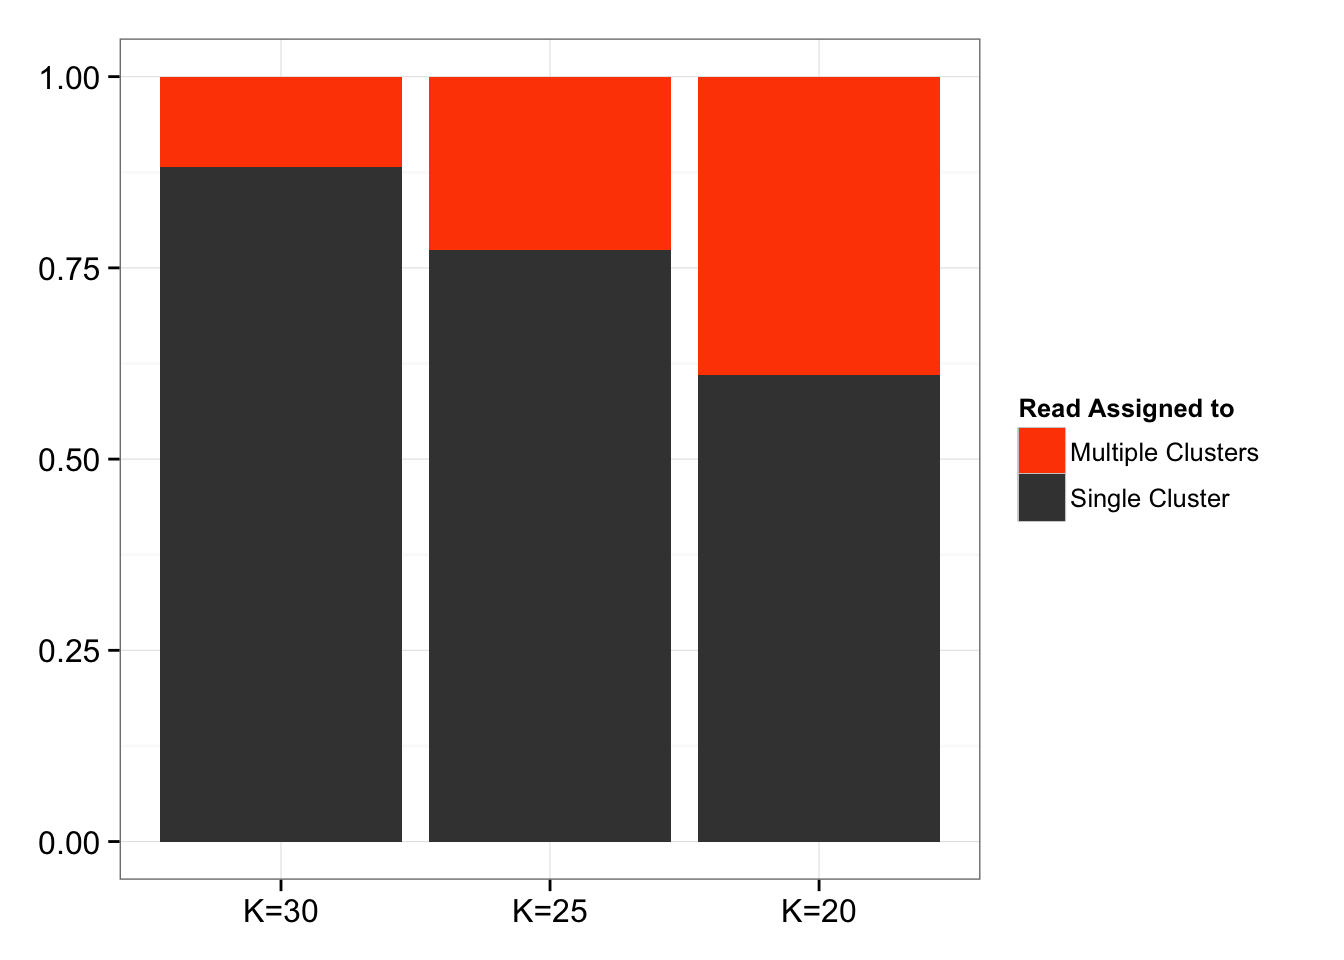 1.00
0.75
0.50
0.25
0.00
K=30 K=25 K=20
Read Assigned to
Multiple Clusters
Single Cluster